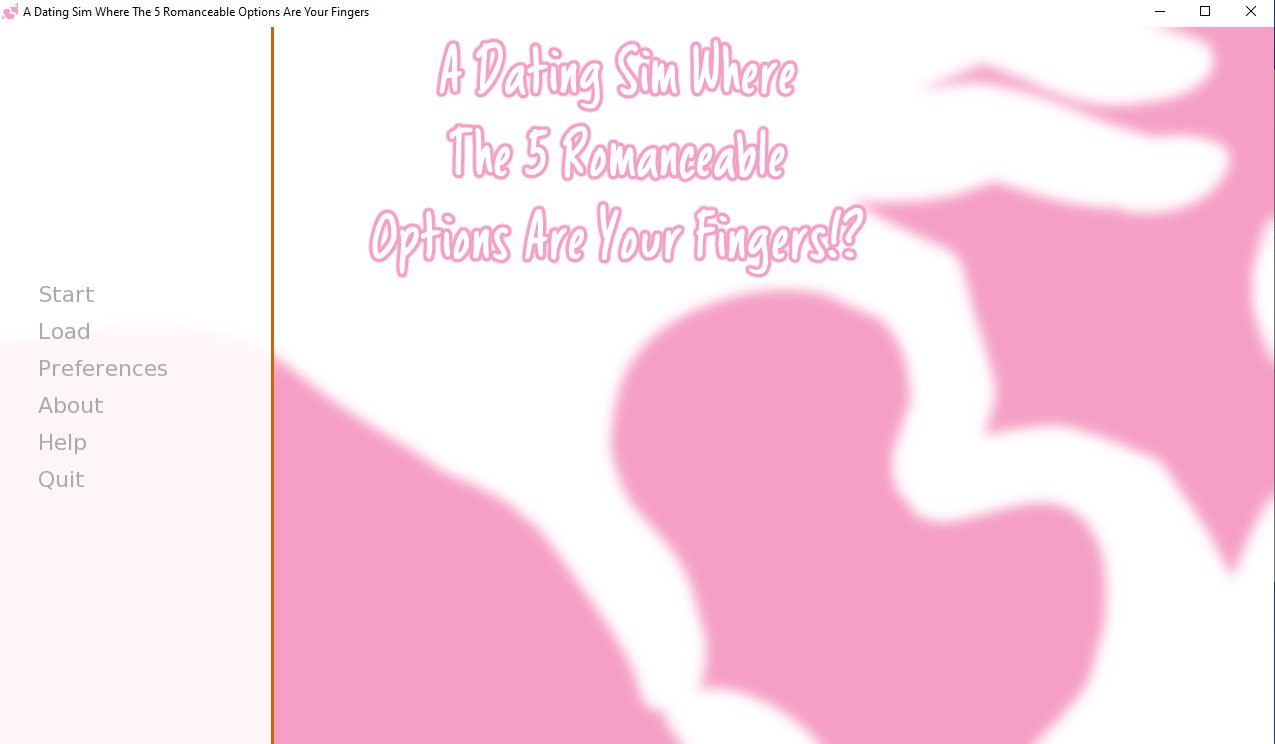 A Dating Sim Where The 5 Romanceable Options Are Your Fingers
A Dating Sim Where
The 5 Romanceable
Options Are Your Fingers!?
Start
Load
Preferences
About
Help
Quit